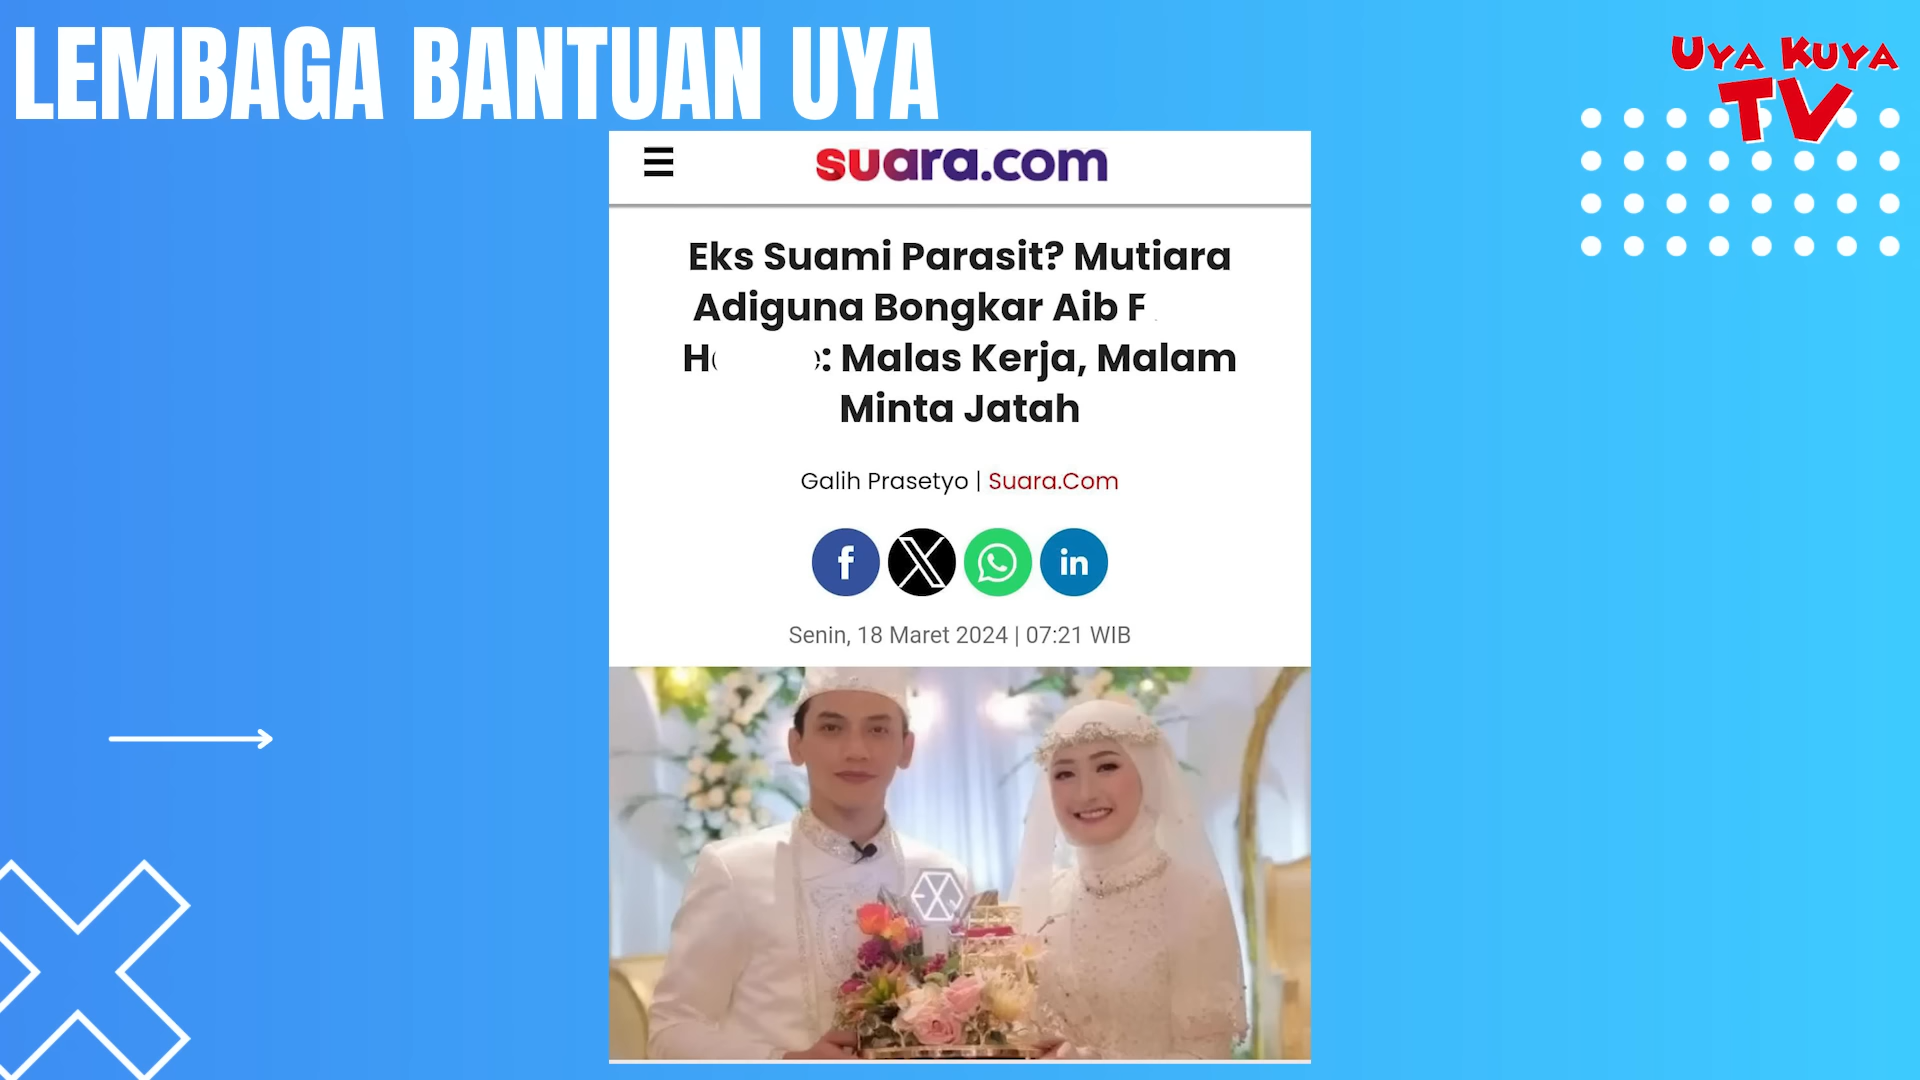 LEMBAGA BANTUAN UYA
UYA KUYA
TV
suara.com
Eks Suami Parasit? Mutiara
Adiguna Bongkar Aib F
H : Malas Kerja, Malam
Minta Jatah
Galih Prasetyo | Suara.Com
Senin, 18 Maret 2024 | 07:21 WIB
EXO